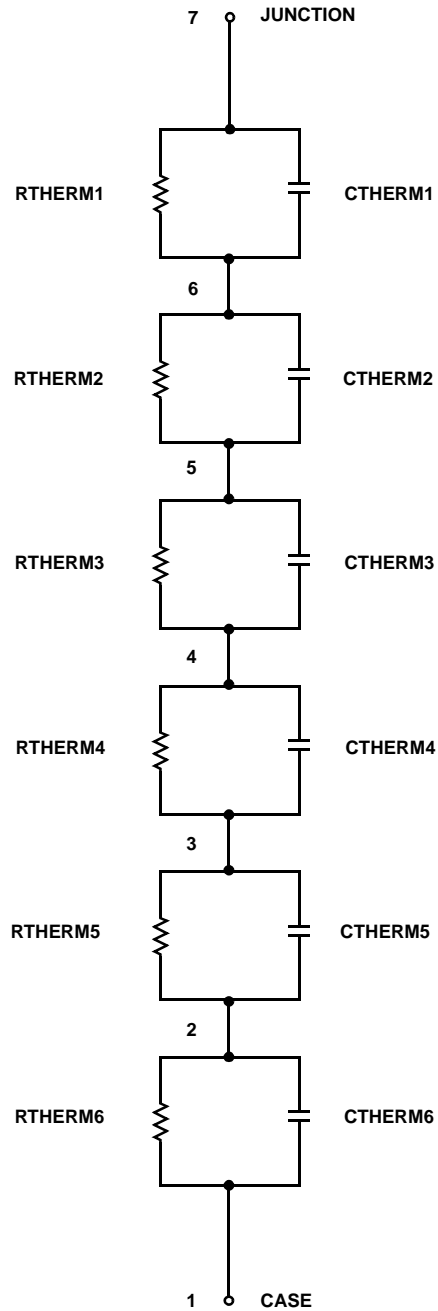 7 JUNCTION
RTHERM1 CTHERM1
6
RTHERM2 CTHERM2
5
RTHERM3 CTHERM3
4
RTHERM4 CTHERM4
3
RTHERM5 CTHERM5
2
RTHERM6 CTHERM6
1 CASE